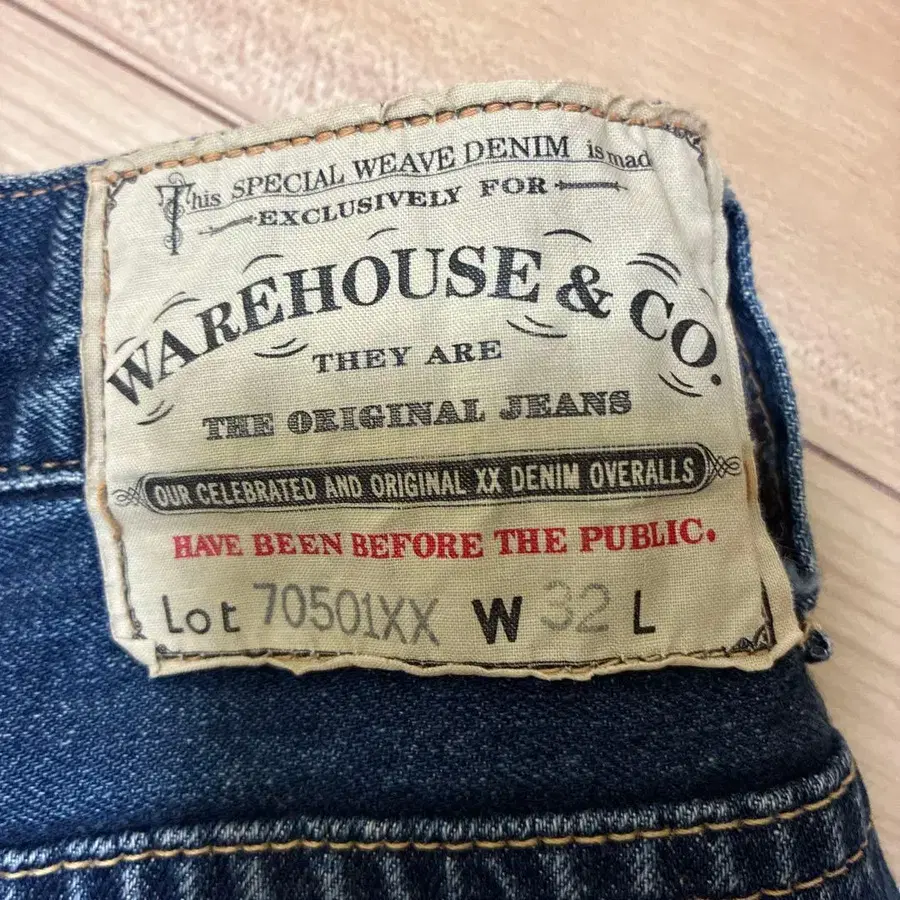 This SPECIAL WEAVE DENIM is mad
EXCLUSIVELY FOR
WAREHOUSE & CO.
THEY ARE
THE ORIGINAL JEANS
OUR CELEBRATED AND ORIGINAL XX DENIM OVERALLS
HAVE BEEN BEFORE THE PUBLIC.
Lot 70501XX W 32 L